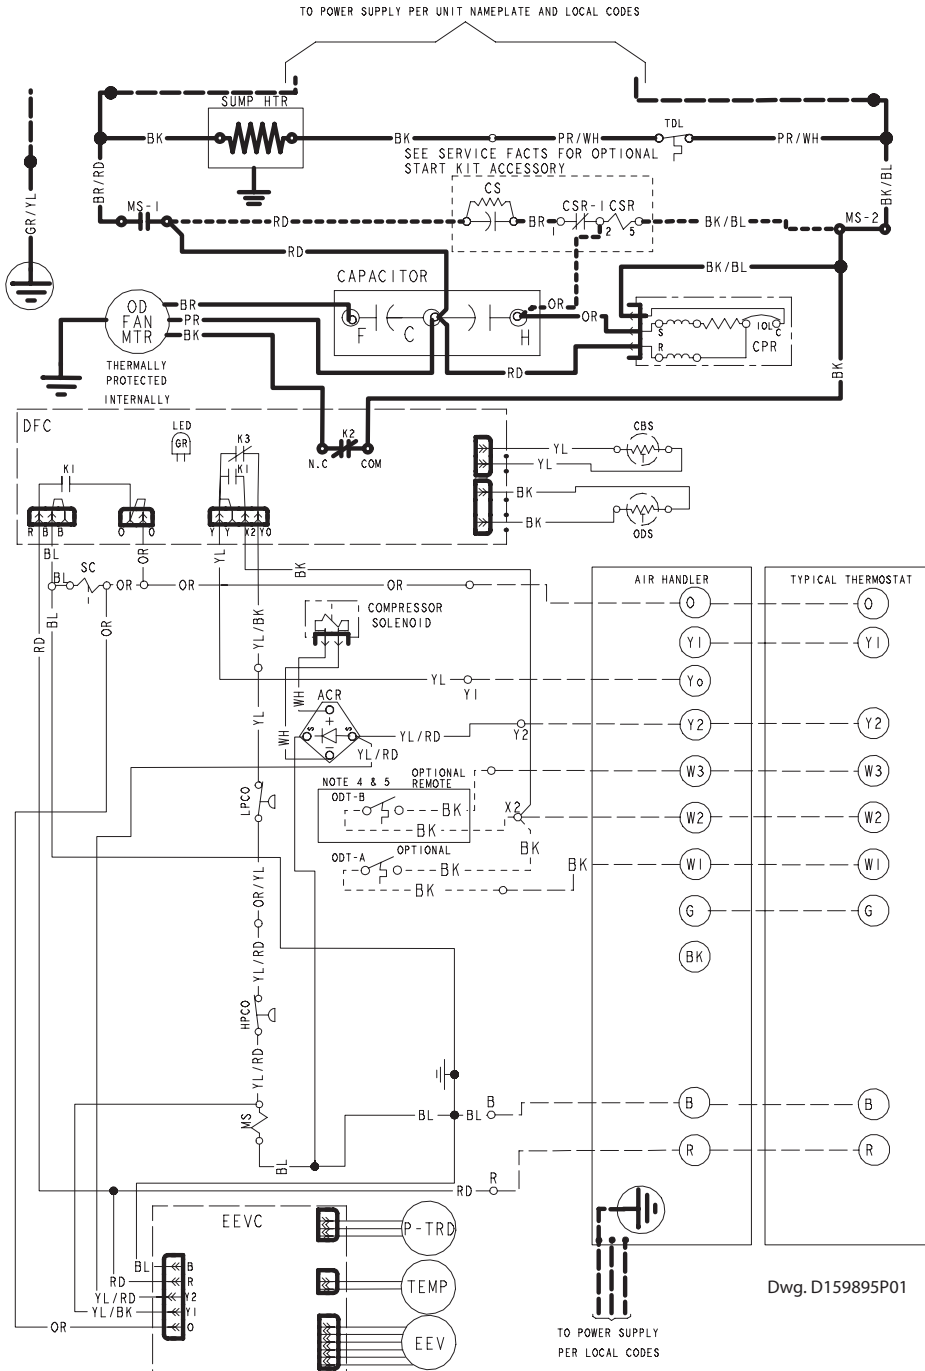 TO POWER SUPPLY PER UNIT NAMEPLATE AND LOCAL CODES
SUMP HTR
TDL
BK
BK
PR/WH
PR/WH
SEE SERVICE FACTS FOR OPTIONAL
START KIT ACCESSORY
GR/YL
BR/RD
BK/BL
CS
CSR-1
CSR
MS-1
RD
BR
1
2
5
BK/BL
MS-2
RD
BK/BL
CAPACITOR
OR
OR
OD
FAN
MTR
BR
PR
BK
F
C
H
S
R
IOL
C
CPR
RD
BK
THERMALLY
PROTECTED
INTERNALLY
DFC
LED
GR
K3
K1
K1
K2
N.C
COM
CBS
YL
YL
BK
BK
ODS
R
B
B
O
O
Y
Y
X2
YO
BL
OR
YL
BK
SC
BL
OR
OR
OR
BL
RD
OR
YL/BK
COMPRESSOR
SOLENOID
AIR HANDLER
TYPICAL THERMOSTAT
O
O
Y1
Y1
YL
Y1
Yo
WH
WH
ACR
+
S
S
−
YL
YL/RD
YL/RD
Y2
Y2
Y2
NOTE 4 & 5
OPTIONAL
REMOTE
W3
W3
LPCO
ODT-B
BK
BK
X2
W2
W2
BK
ODT-A
OPTIONAL
BK
BK
BK
W1
W1
OR/YL
G
G
YL/RD
BK
HPCO
YL/RD
MS
BL
BL
BL
B
B
B
RD
R
R
R
EEVC
P-TRD
BL
RD
YL/RD
YL/BK
OR
B
R
Y2
Y1
O
TEMP
EEV
Dwg. D159895P01
TO POWER SUPPLY
PER LOCAL CODES